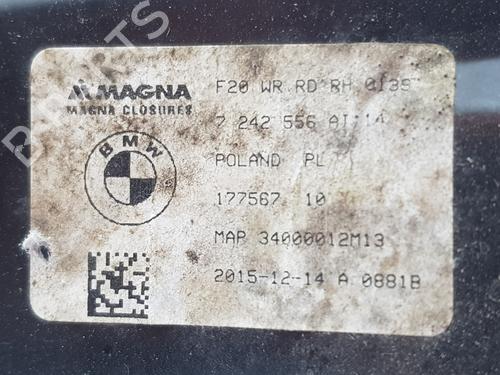 MAGNA
MAGNA CLOSURES
BMW
F20 WR RD RH 0135
7 242 556 AI:14
POLAND PL
177567 10
MAP 34000012M13
2015-12-14 A 0881B